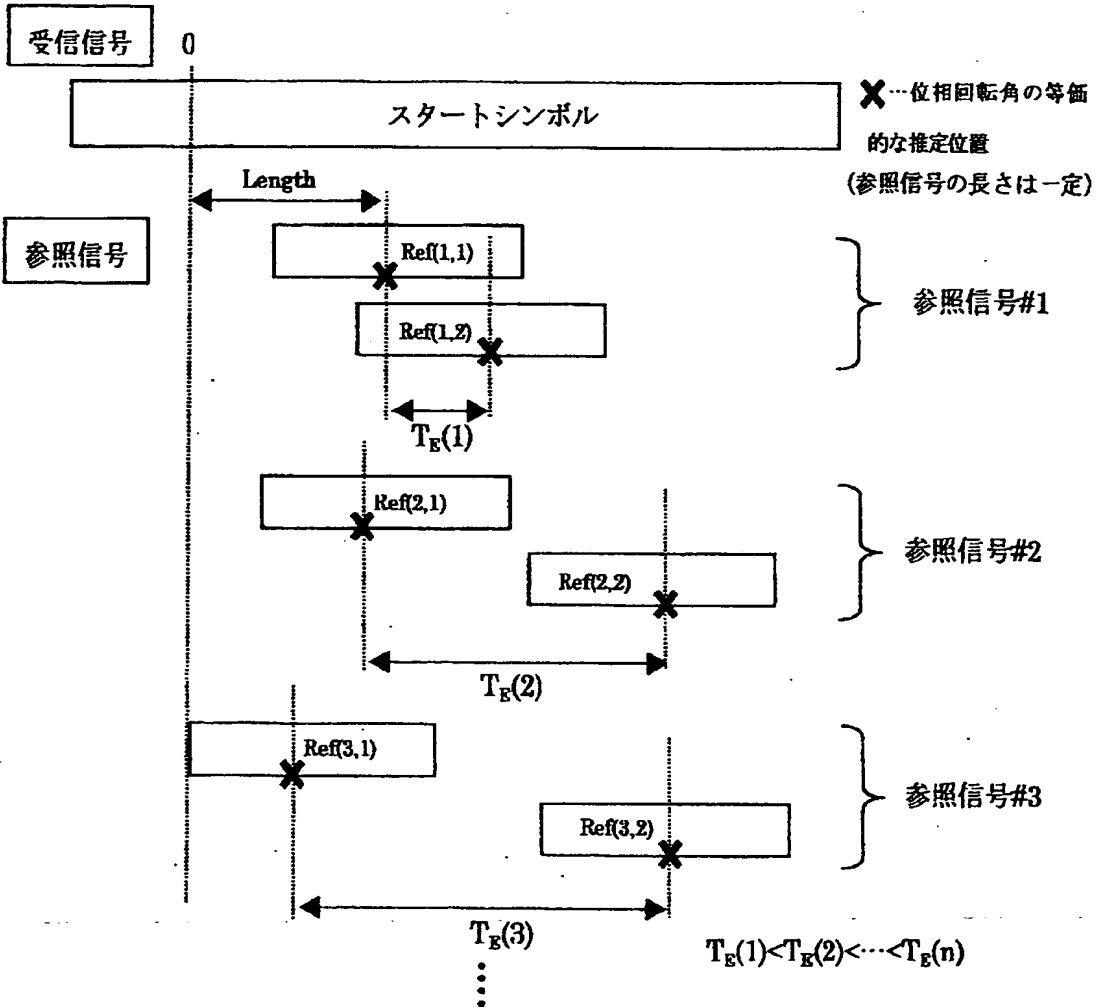 受信信号
0
スタートシンボル
✗…位相回転角の等価
的な推定位置
(参照信号の長さは一定)
Length
参照信号
Ref(1,1)
Ref(1,2)
参照信号#1
T_E(1)
Ref(2,1)
Ref(2,2)
参照信号#2
T_E(2)
Ref(3,1)
Ref(3,2)
参照信号#3
T_E(3)
T_E(1)<T_E(2)<…<T_E(n)